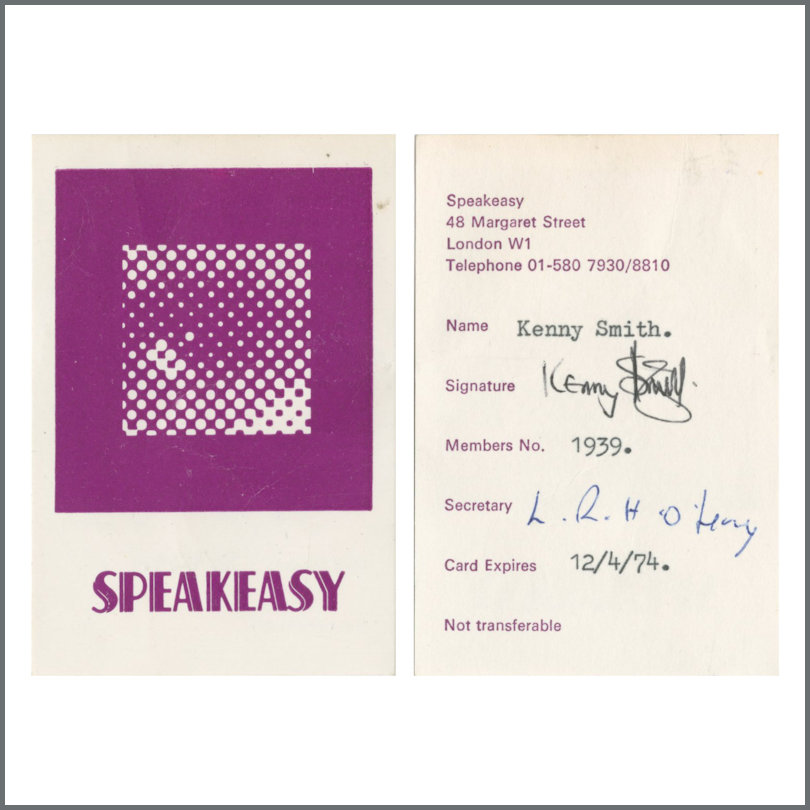 SPEAKEASY
Speakeasy
48 Margaret Street
London W1
Telephone 01-580 7930/8810
Name Kenny Smith.
Signature Kenny Smith
Members No. 1939.
Secretary L. R. H O'Leary
Card Expires 12/4/74.
Not transferable